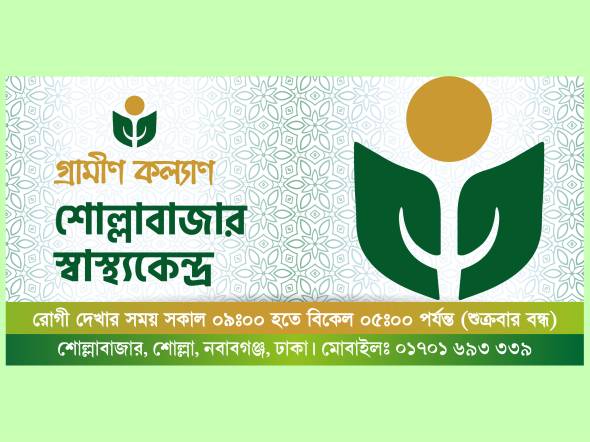 গ্রামীণ কল্যাণ
শোল্লাবাজার
স্বাস্থ্যকেন্দ্র
রোগী দেখার সময় সকাল ০৯ঃ০০ হতে বিকেল ০৫ঃ০০ পর্যন্ত (শুক্রবার বন্ধ)
শোল্লাবাজার, শোল্লা, নবাবগঞ্জ, ঢাকা। মোবাইলঃ ০১৭০১ ৬৯৩ ৩৩৯